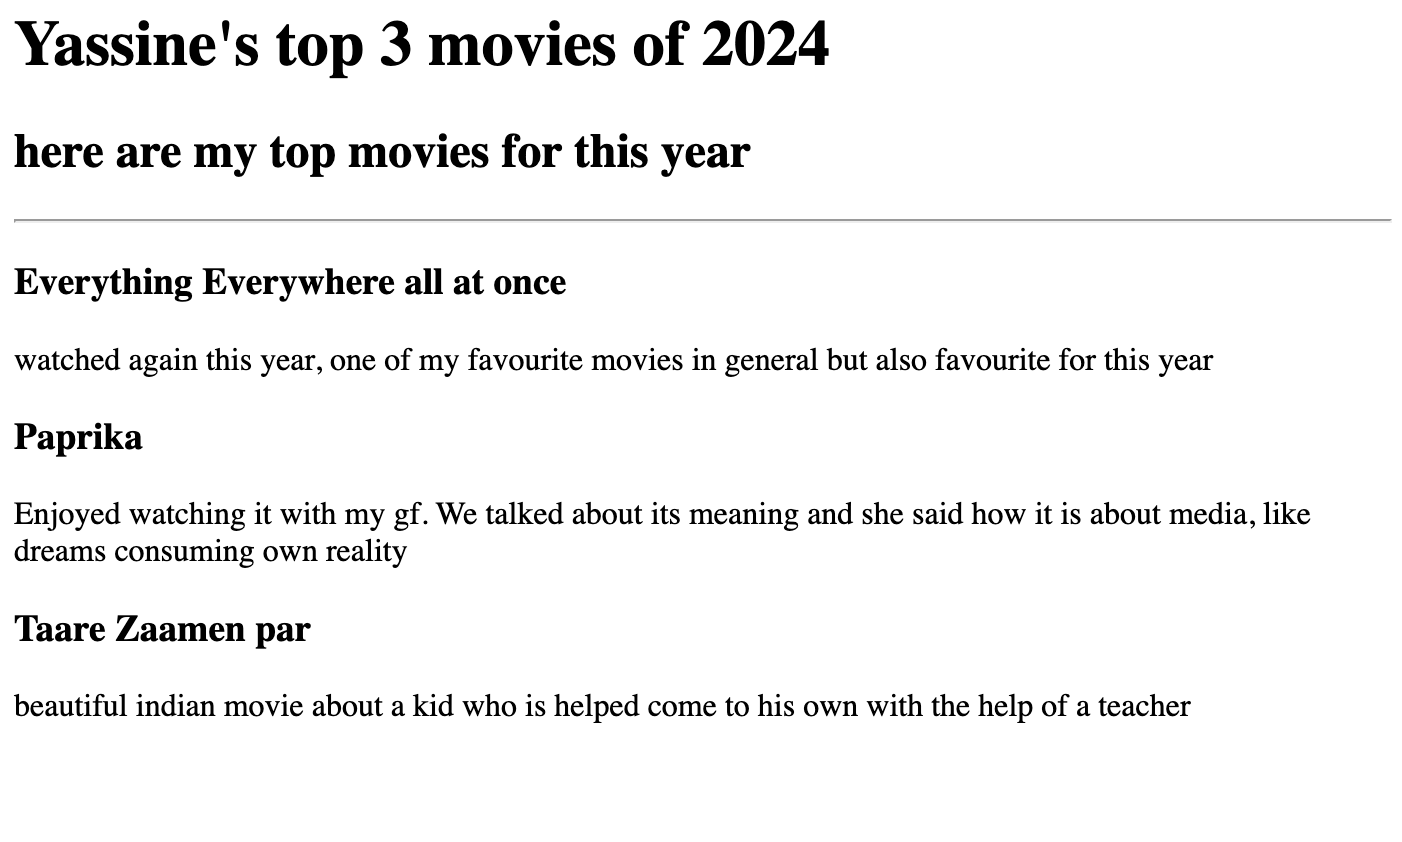 Yassine's top 3 movies of 2024
here are my top movies for this year
Everything Everywhere all at once
watched again this year, one of my favourite movies in general but also favourite for this year
Paprika
Enjoyed watching it with my gf. We talked about its meaning and she said how it is about media, like
dreams consuming own reality
Taare Zaamen par
beautiful indian movie about a kid who is helped come to his own with the help of a teacher